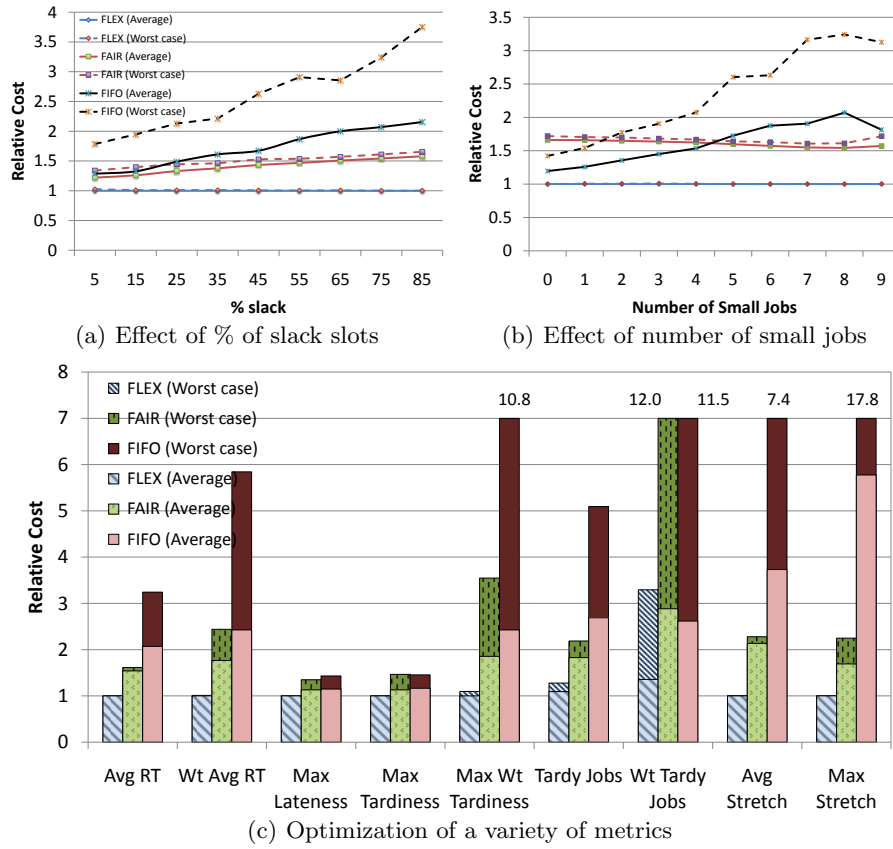 4
3.5
3
2.5
2
1.5
1
0.5
0
Relative Cost
FLEX (Average)
FLEX (Worst case)
FAIR (Average)
FAIR (Worst case)
FIFO (Average)
FIFO (Worst case)
5 15 25 35 45 55 65 75 85
% slack
(a) Effect of % of slack slots
3.5
3
2.5
2
1.5
1
0.5
0
Relative Cost
0 1 2 3 4 5 6 7 8 9
Number of Small Jobs
(b) Effect of number of small jobs
8
7
6
5
4
3
2
1
0
Relative Cost
FLEX (Worst case)
FAIR (Worst case)
FIFO (Worst case)
FLEX (Average)
FAIR (Average)
FIFO (Average)
10.8 12.0 11.5 7.4 17.8
Avg RT Wt Avg RT Max Max Max Wt Tardy Jobs Wt Tardy Avg Max
Lateness Tardiness Tardiness Jobs Stretch Stretch
(c) Optimization of a variety of metrics